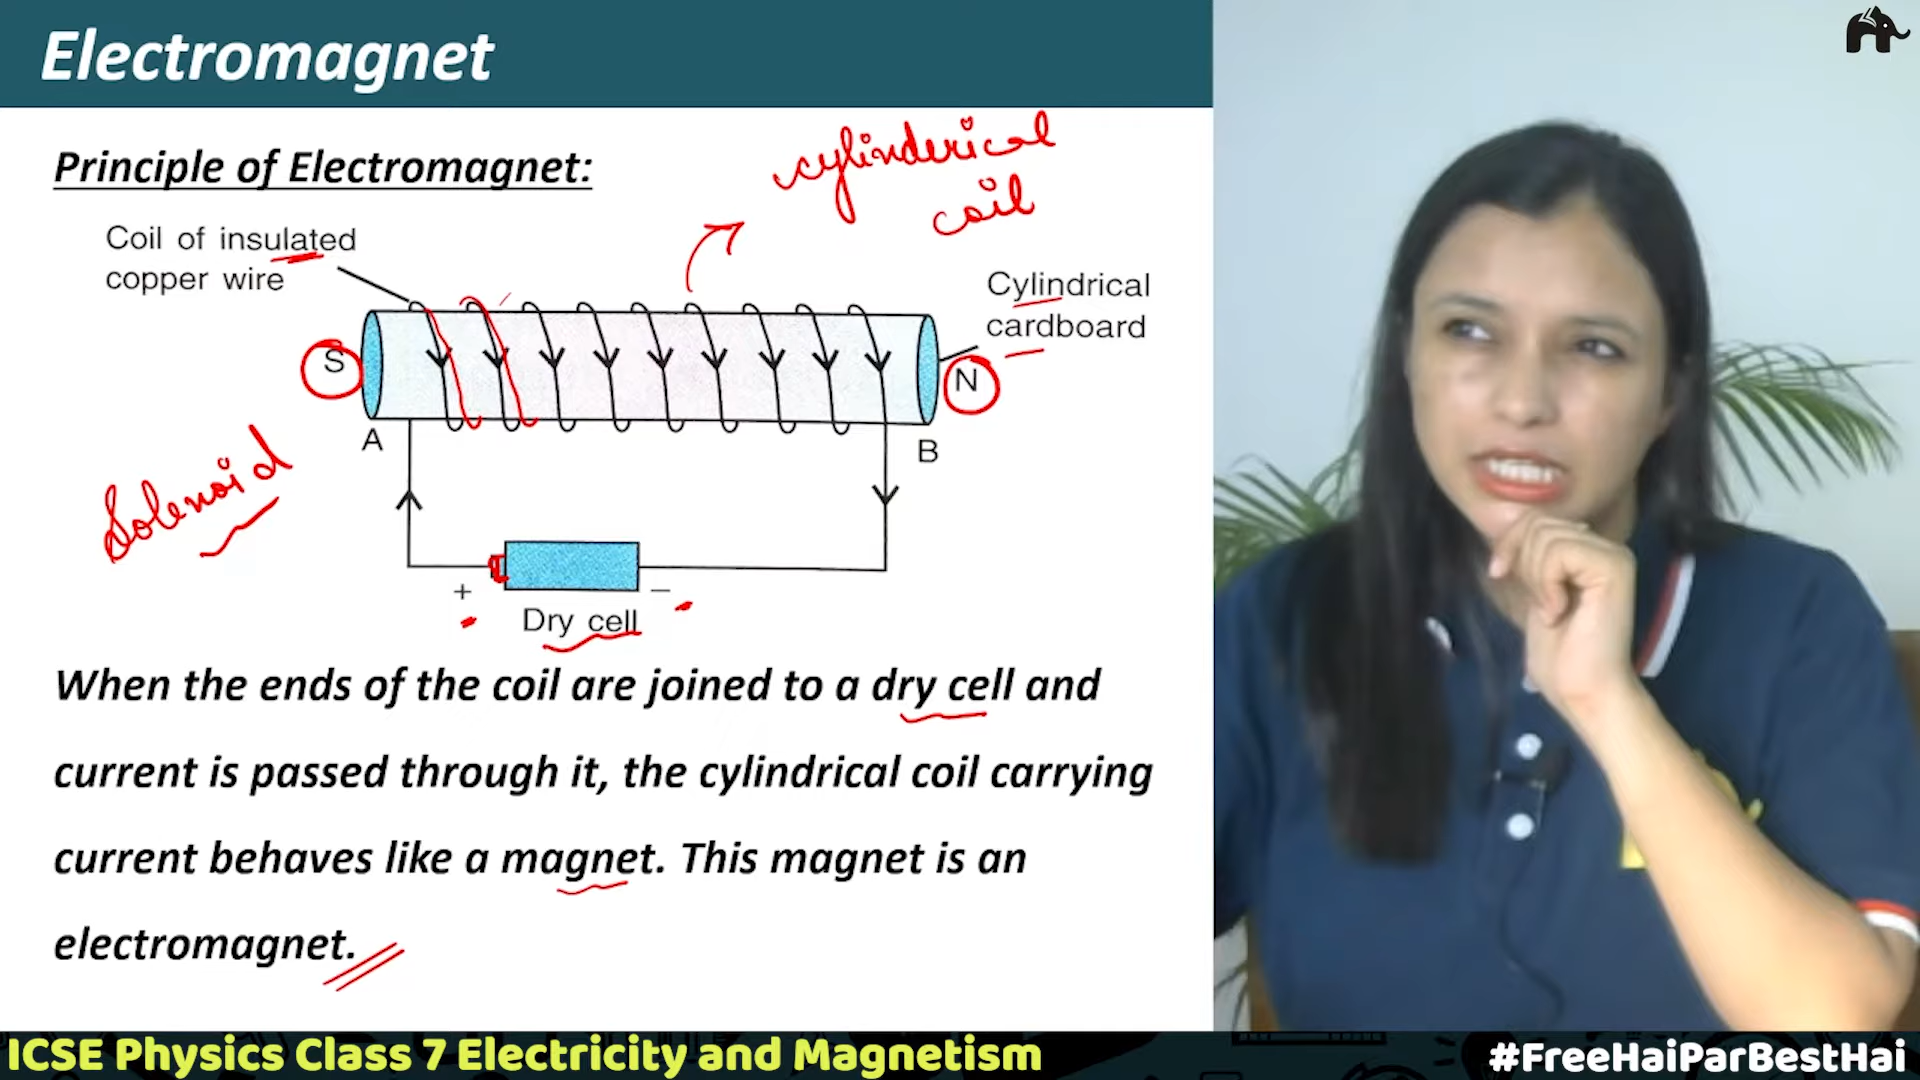 Electromagnet
Principle of Electromagnet:
cylinderical
coil
Coil of insulated
copper wire
Cylindrical
cardboard
S
N
A
B
Solenoid
+
−
Dry cell
When the ends of the coil are joined to a dry cell and
current is passed through it, the cylindrical coil carrying
current behaves like a magnet. This magnet is an
electromagnet.
ICSE Physics Class 7 Electricity and Magnetism
#FreeHaiParBestHai